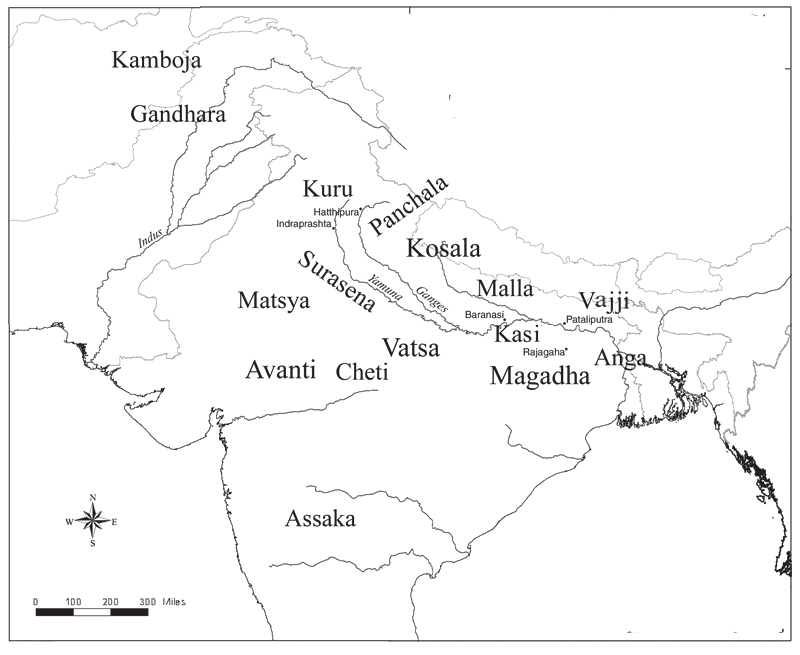 Kamboja
Gandhara
Kuru
Panchala
Hatthipura
Indraprashta
Indus
Kosala
Surasena
Yamuna
Ganges
Malla
Vajji
Matsya
Baranasi
Pataliputra
Kasi
Vatsa
Rajagaha
Anga
Avanti
Cheti
Magadha
N
W
E
S
Assaka
0 100 200 300 Miles